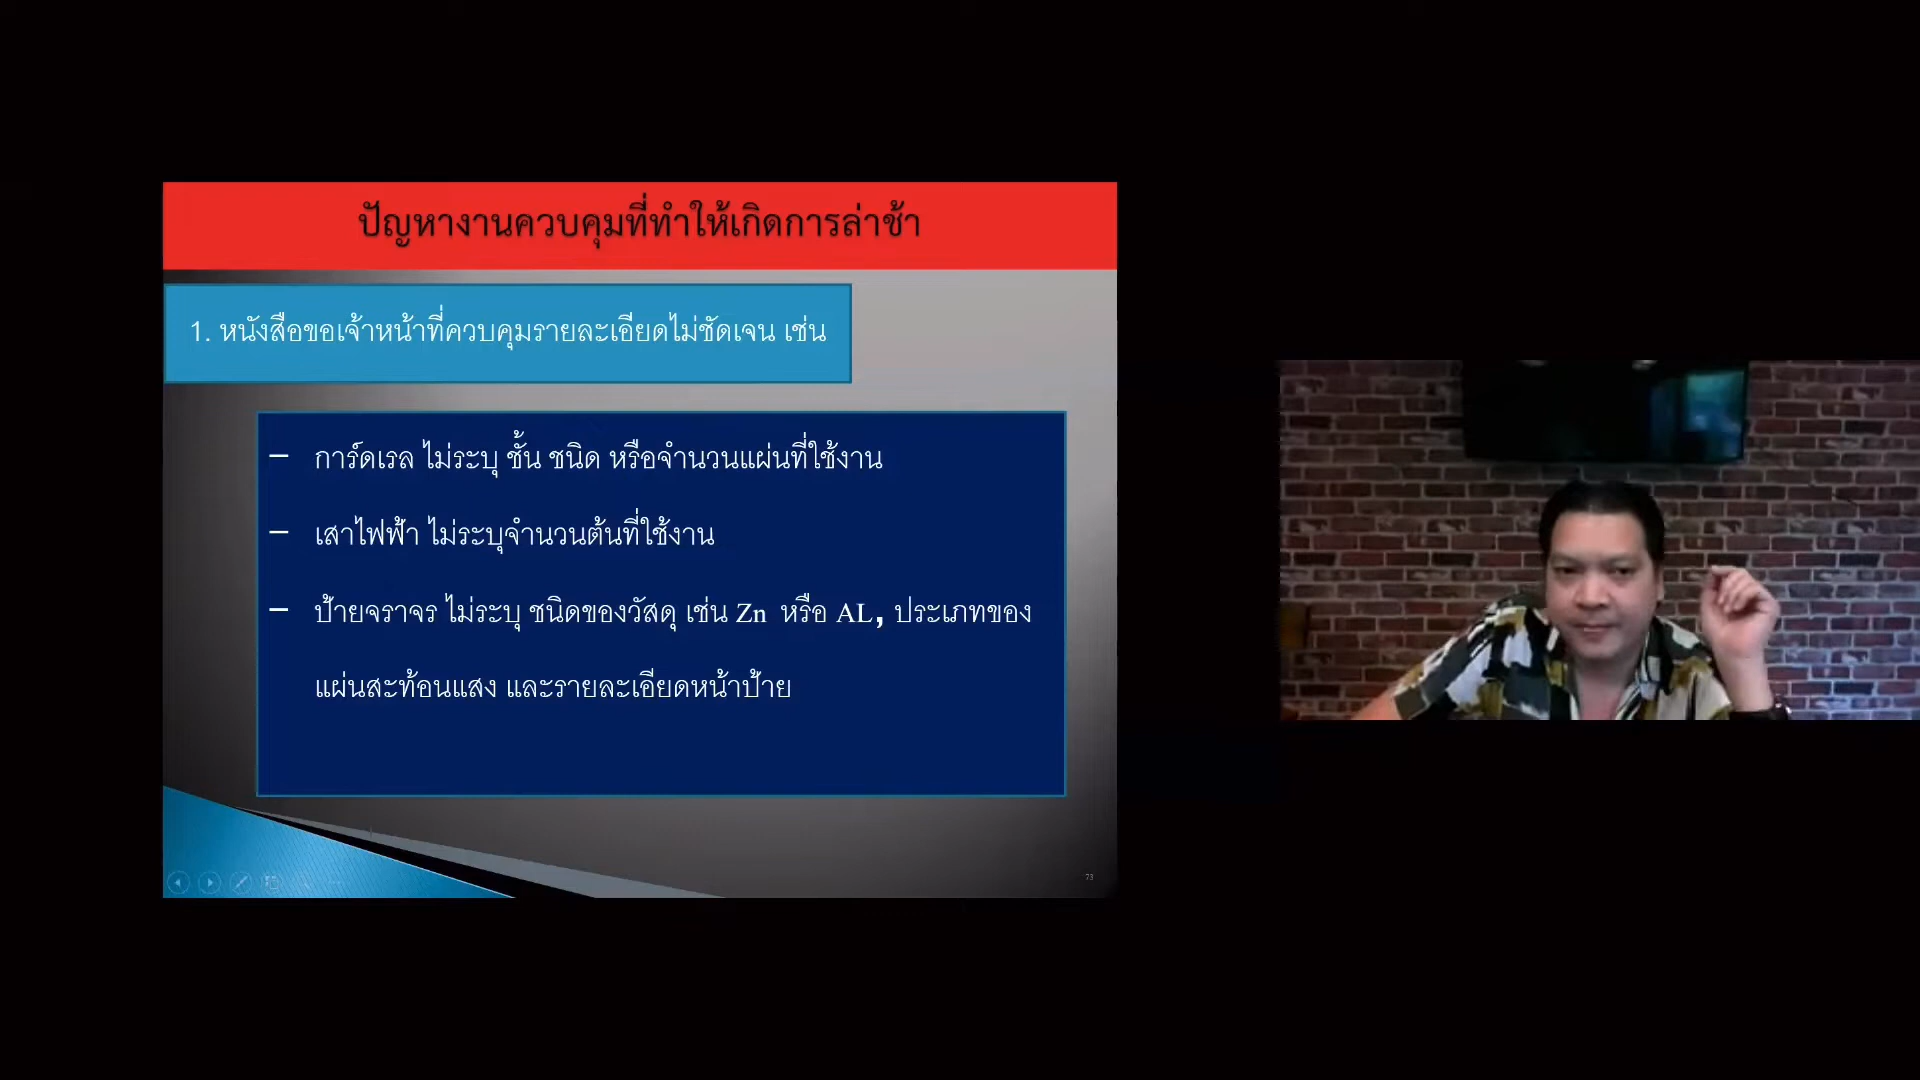 ปัญหางานควบคุมที่ทำให้เกิดการล่าช้า
1. หนังสือขอเจ้าหน้าที่ควบคุมรายละเอียดไม่ชัดเจน เช่น
– การ์ดเรล ไม่ระบุ ชั้น ชนิด หรือจำนวนแผ่นที่ใช้งาน
– เสาไฟฟ้า ไม่ระบุจำนวนต้นที่ใช้งาน
– ป้ายจราจร ไม่ระบุ ชนิดของวัสดุ เช่น Zn หรือ AL, ประเภทของ
แผ่นสะท้อนแสง และรายละเอียดหน้าป้าย
73